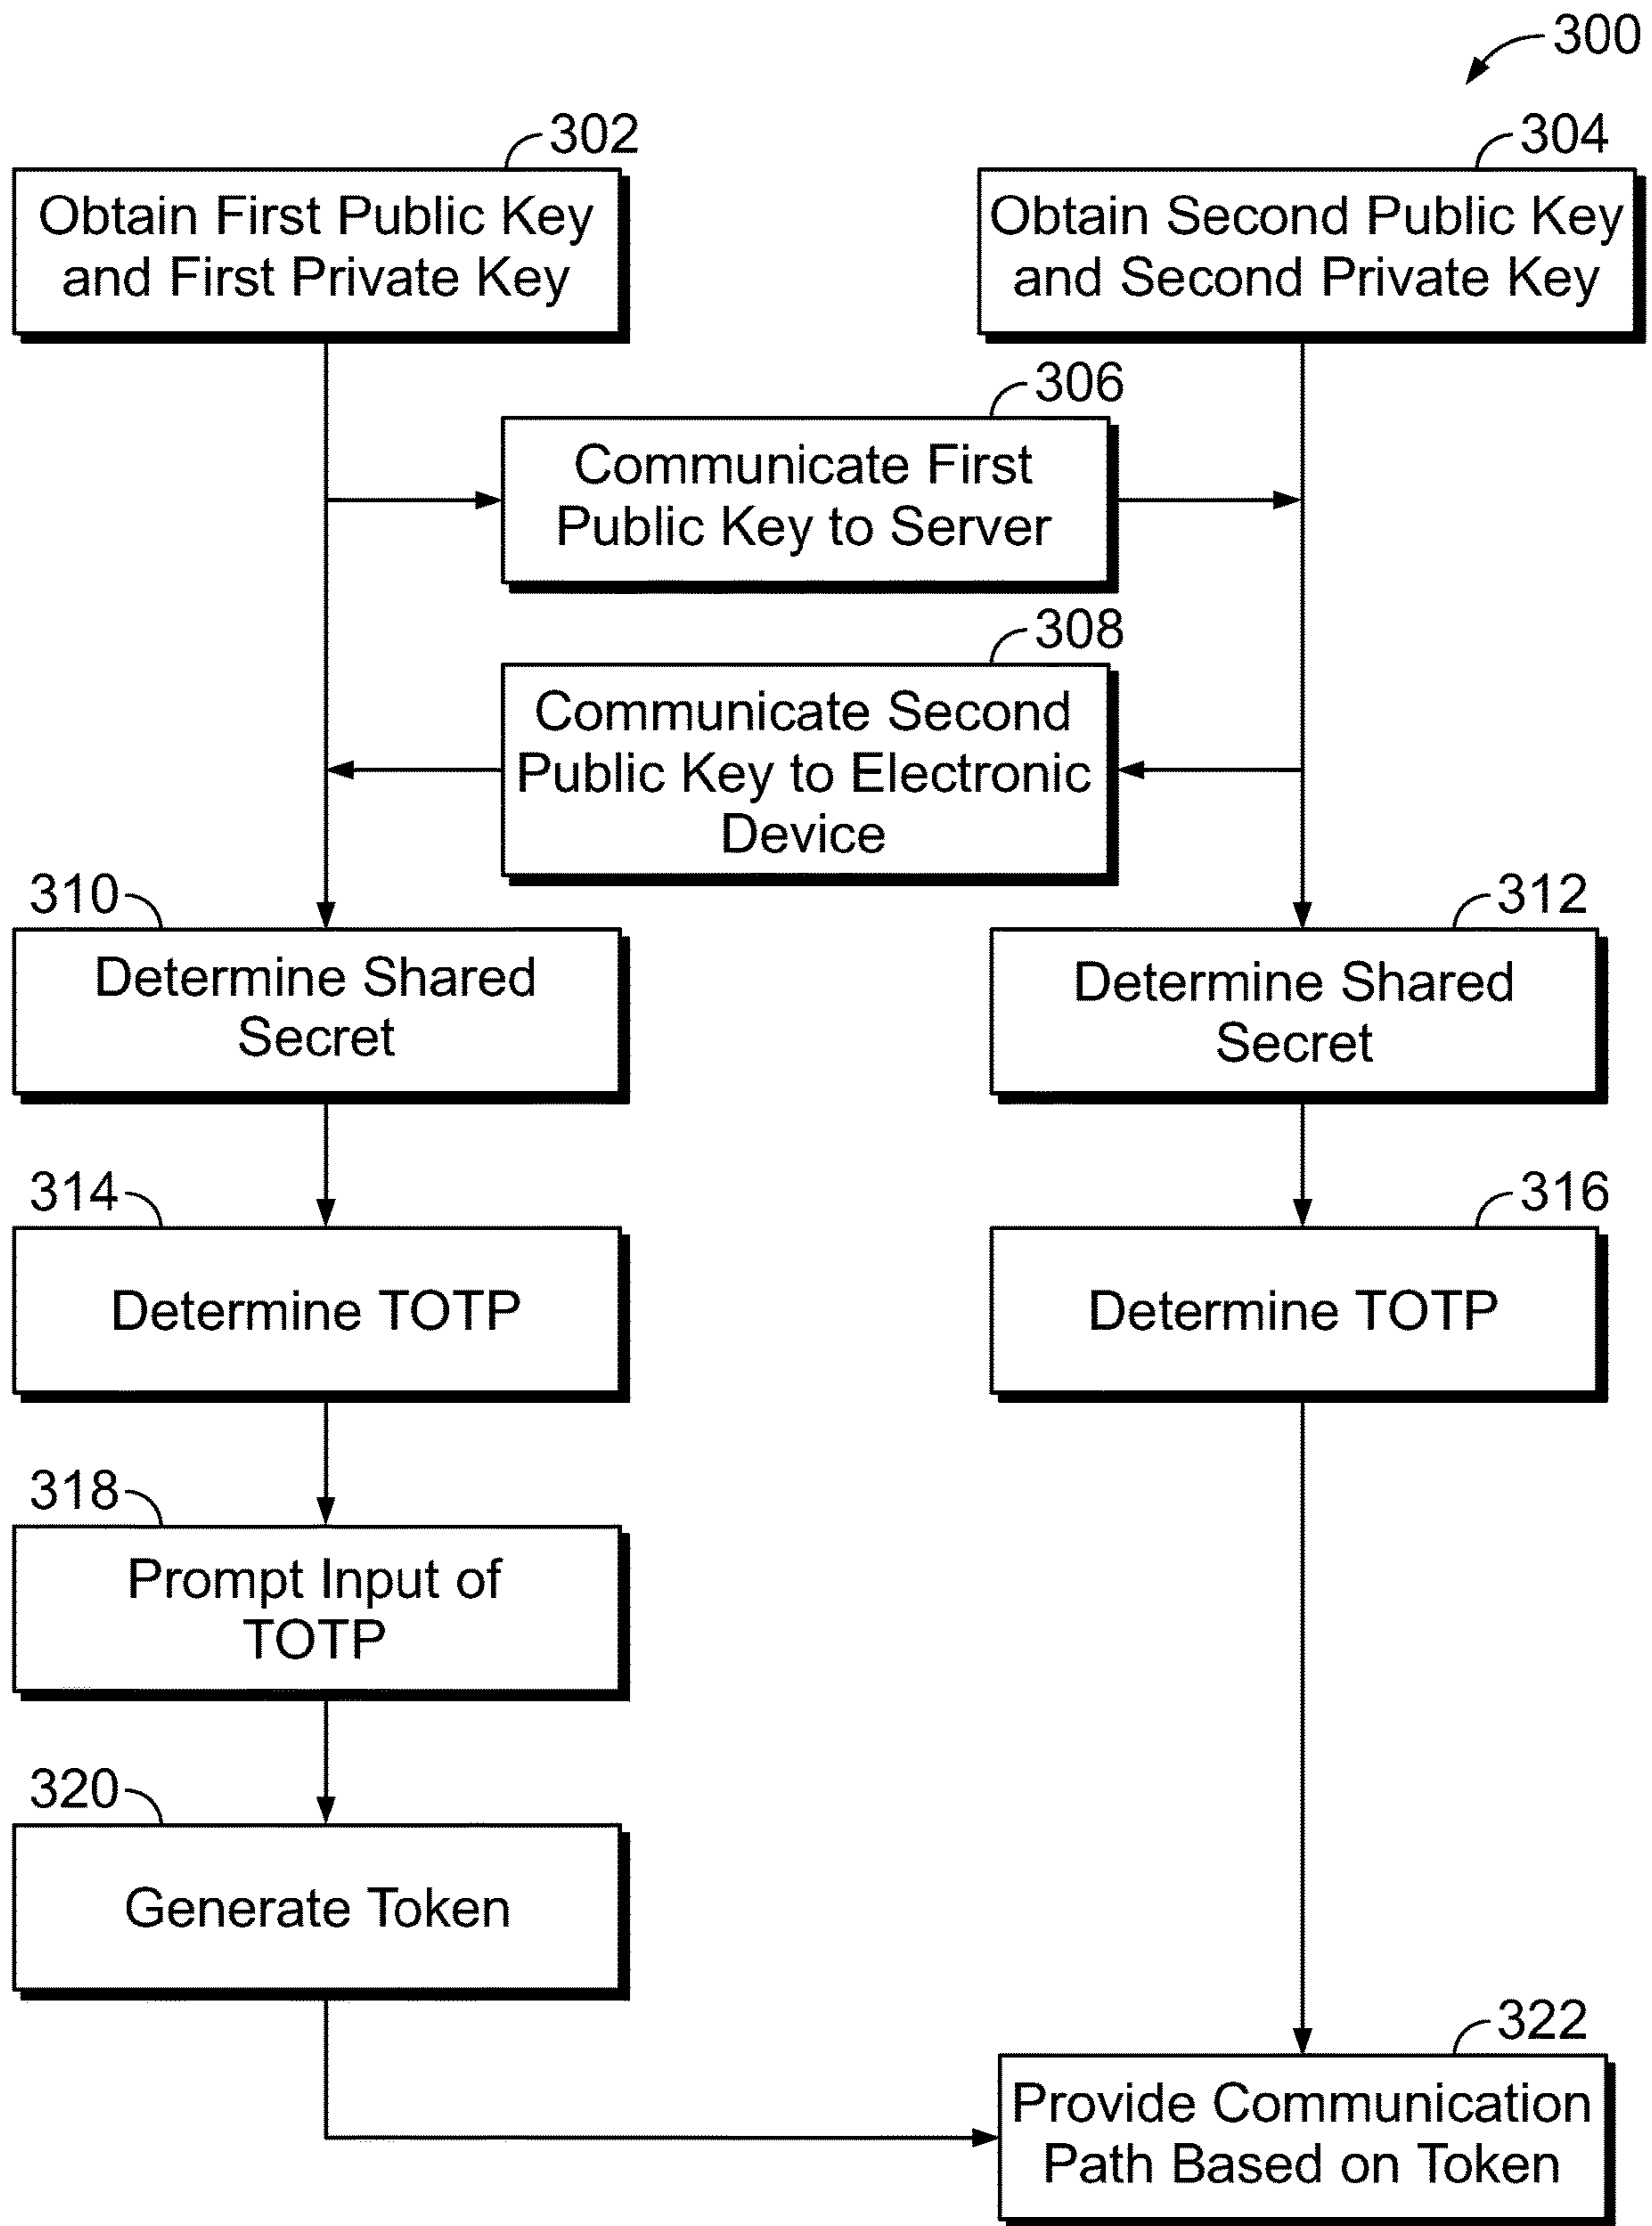 300
302
304
Obtain First Public Key
and First Private Key
Obtain Second Public Key
and Second Private Key
306
Communicate First
Public Key to Server
308
Communicate Second
Public Key to Electronic
Device
310
312
Determine Shared
Secret
Determine Shared
Secret
314
316
Determine TOTP
Determine TOTP
318
Prompt Input of
TOTP
320
Generate Token
322
Provide Communication
Path Based on Token